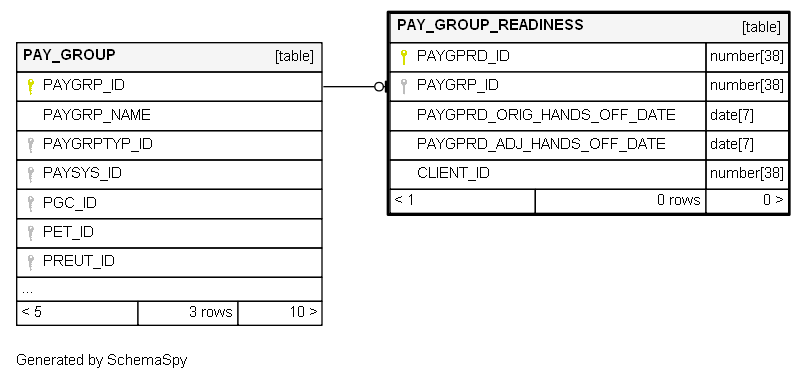 PAY_GROUP [table]
PAYGRP_ID
PAYGRP_NAME
PAYGRPTYP_ID
PAYSYS_ID
PGC_ID
PET_ID
PREUT_ID
...
< 5 3 rows 10 >
PAY_GROUP_READINESS [table]
PAYGPRD_ID number[38]
PAYGRP_ID number[38]
PAYGPRD_ORIG_HANDS_OFF_DATE date[7]
PAYGPRD_ADJ_HANDS_OFF_DATE date[7]
CLIENT_ID number[38]
< 1 0 rows 0 >
Generated by SchemaSpy